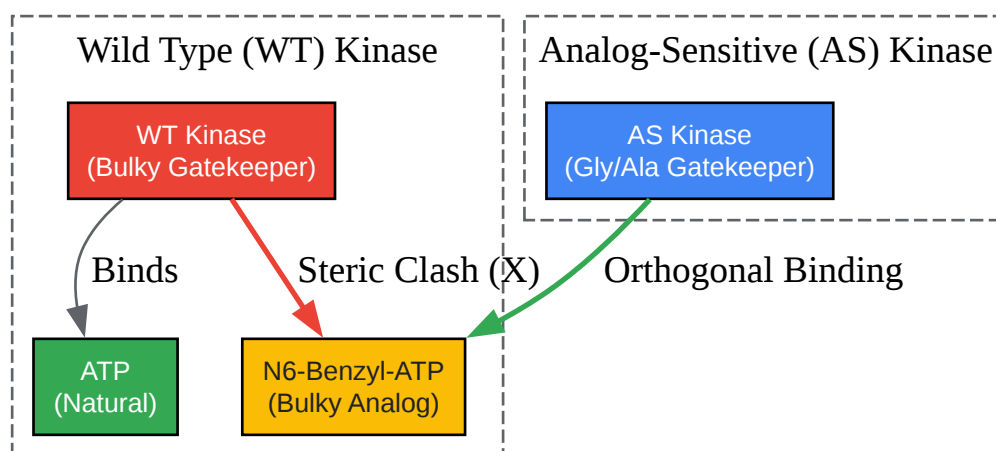 Wild Type (WT) Kinase
Analog-Sensitive (AS) Kinase
WT Kinase
(Bulky Gatekeeper)
AS Kinase
(Gly/Ala Gatekeeper)
Binds
Steric Clash (X)
Orthogonal Binding
ATP
(Natural)
N6-Benzyl-ATP
(Bulky Analog)